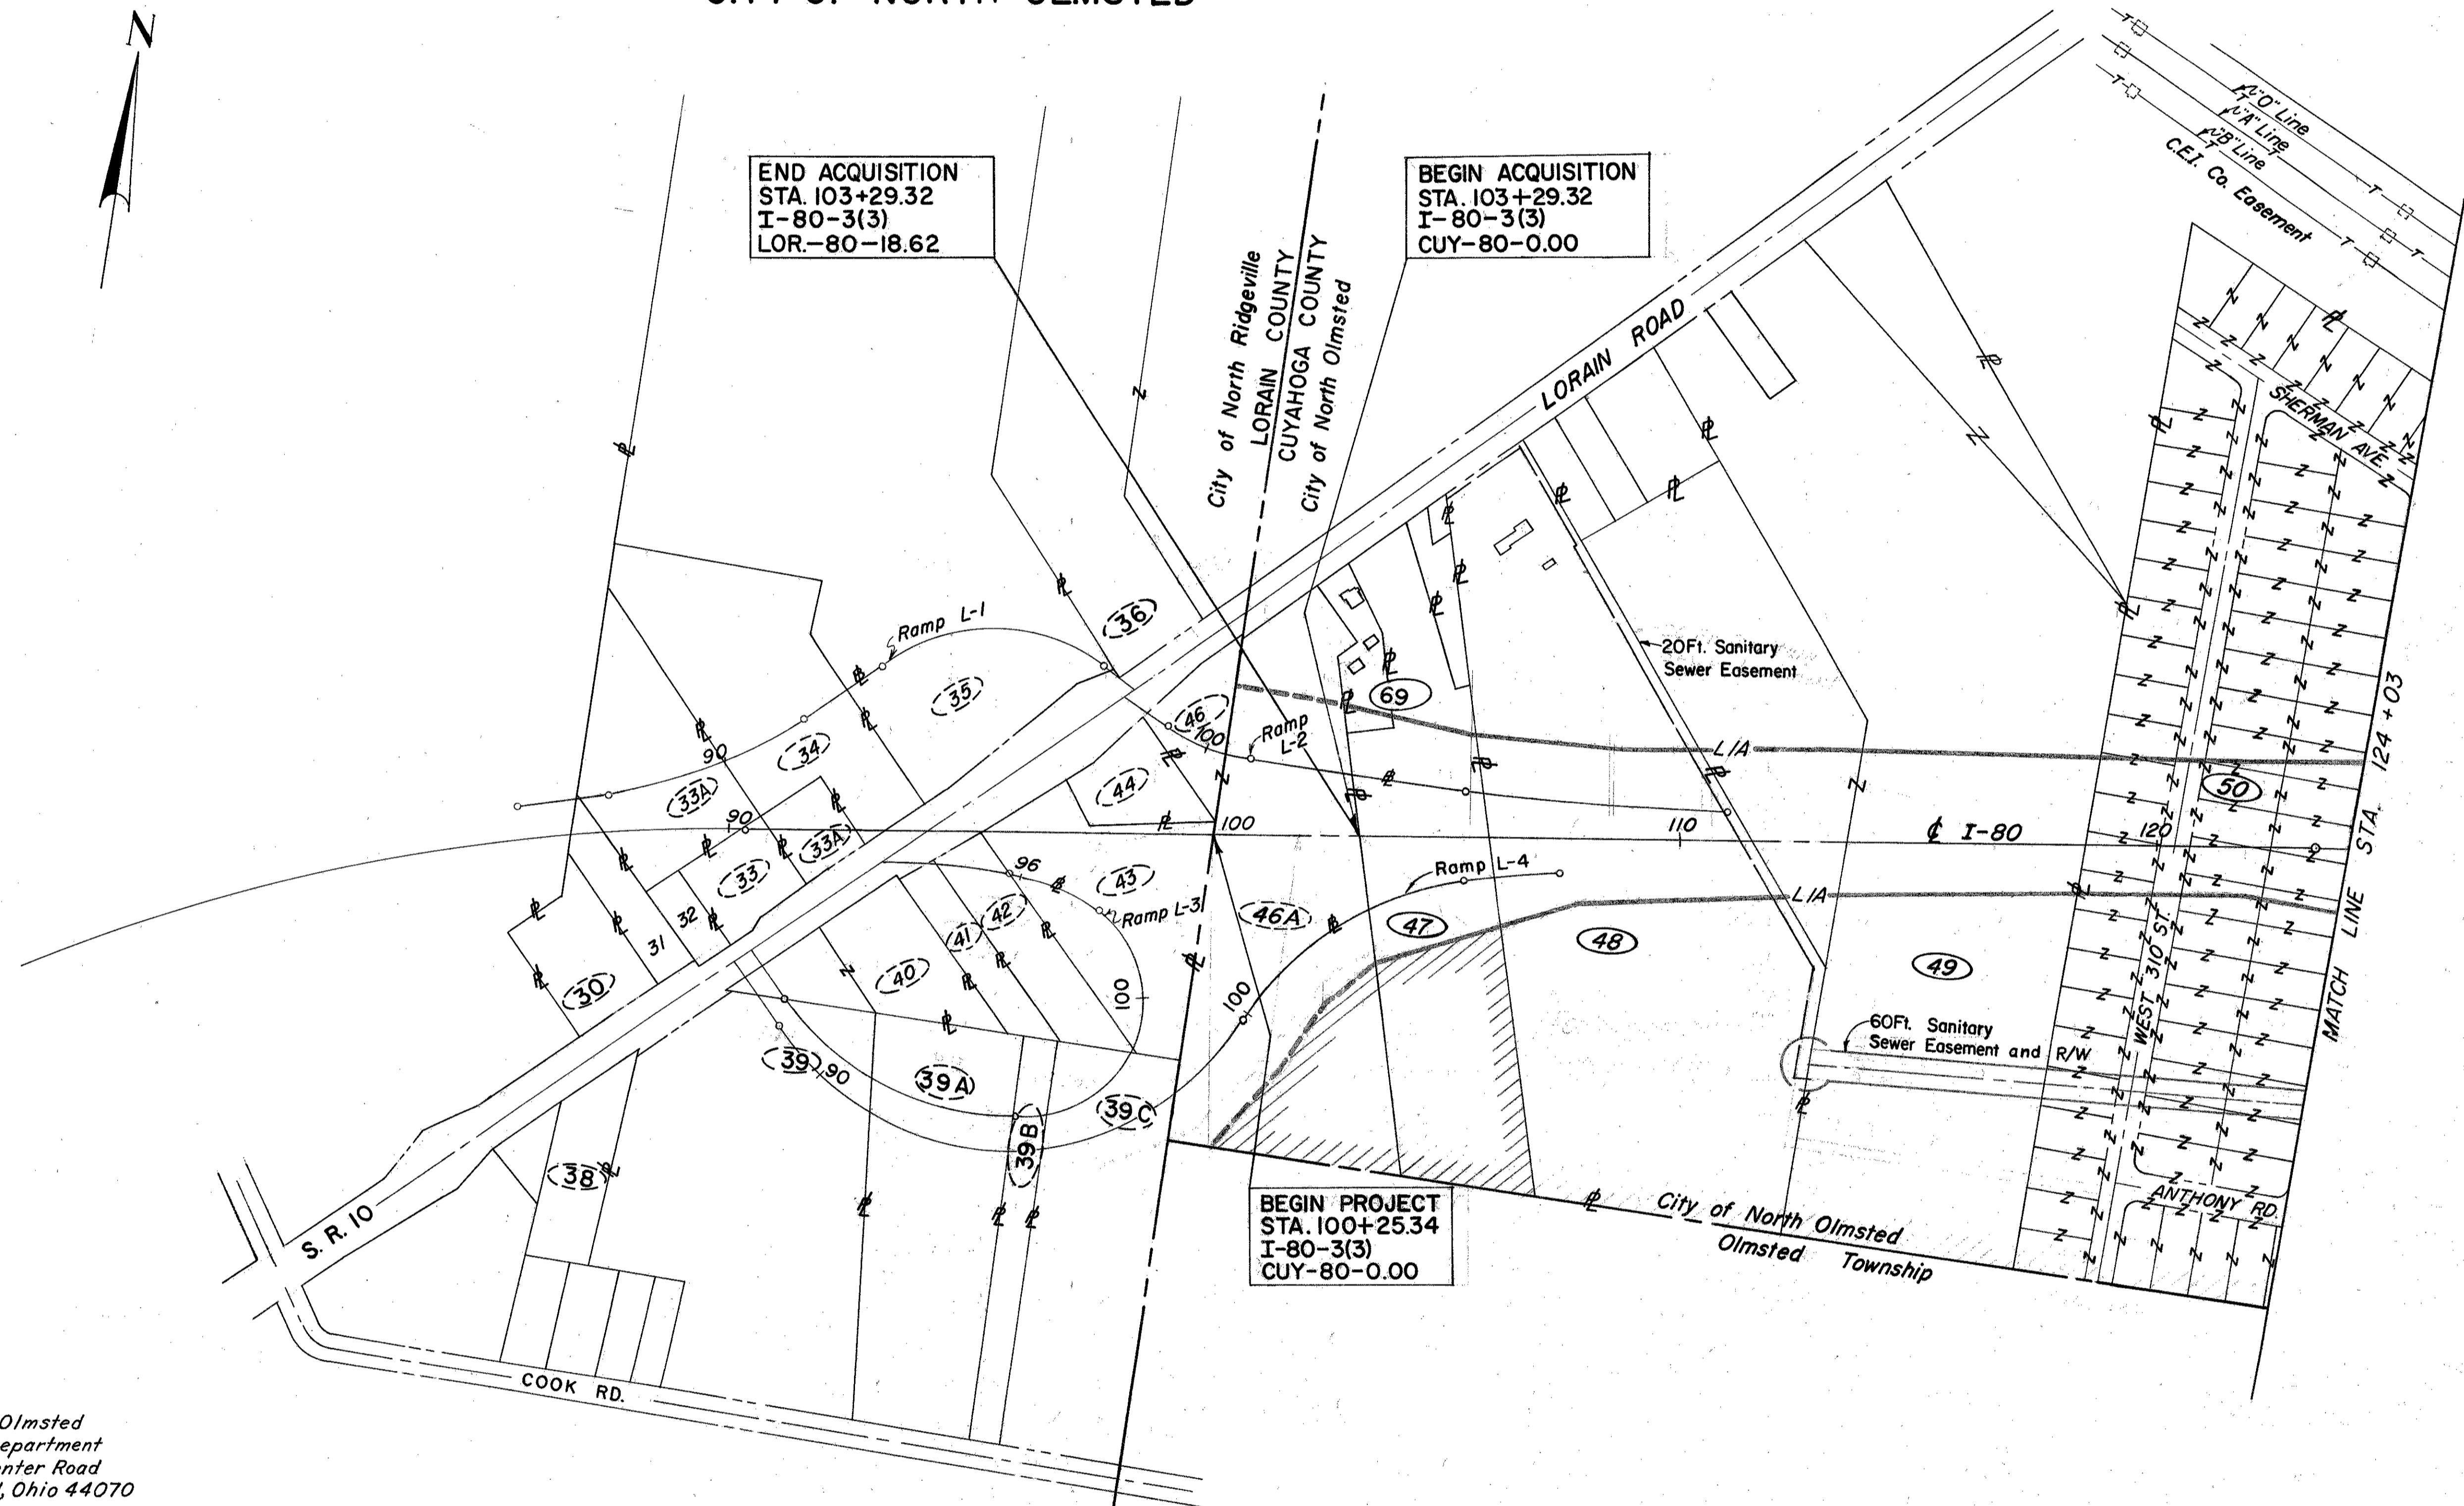 CITY OF NORTH OLMSTED
N
END ACQUISITION
STA. 103+29.32
I-80-3(3)
LOR.-80-18.62
BEGIN ACQUISITION
STA. 103+29.32
I-80-3(3)
CUY-80-0.00
City of North Ridgeville
LORAIN COUNTY
CUYAHOGA COUNTY
City of North Olmsted
LORAIN ROAD
"O" Line
"A" Line
"B" Line
C.E.I. Co. Easement
SHERMAN AVE.
Ramp L-1
36
35
34
90
33A
90
33A
33
32
31
30
46
100
Ramp
L-2
44
69
20Ft. Sanitary
Sewer Easement
L/A
50
100
110
℄ I-80
120
MATCH LINE STA. 124+03
96
43
Ramp L-3
Ramp L-4
42
41
40
46A
47
48
49
L/A
WEST 310 ST.
100
100
60Ft. Sanitary
Sewer Easement and R/W
39
90
39A
39B
39C
38
S. R. 10
BEGIN PROJECT
STA. 100+25.34
I-80-3(3)
CUY-80-0.00
City of North Olmsted
Olmsted Township
ANTHONY RD.
COOK RD.
Olmsted
epartment
nter Road
, Ohio 44070